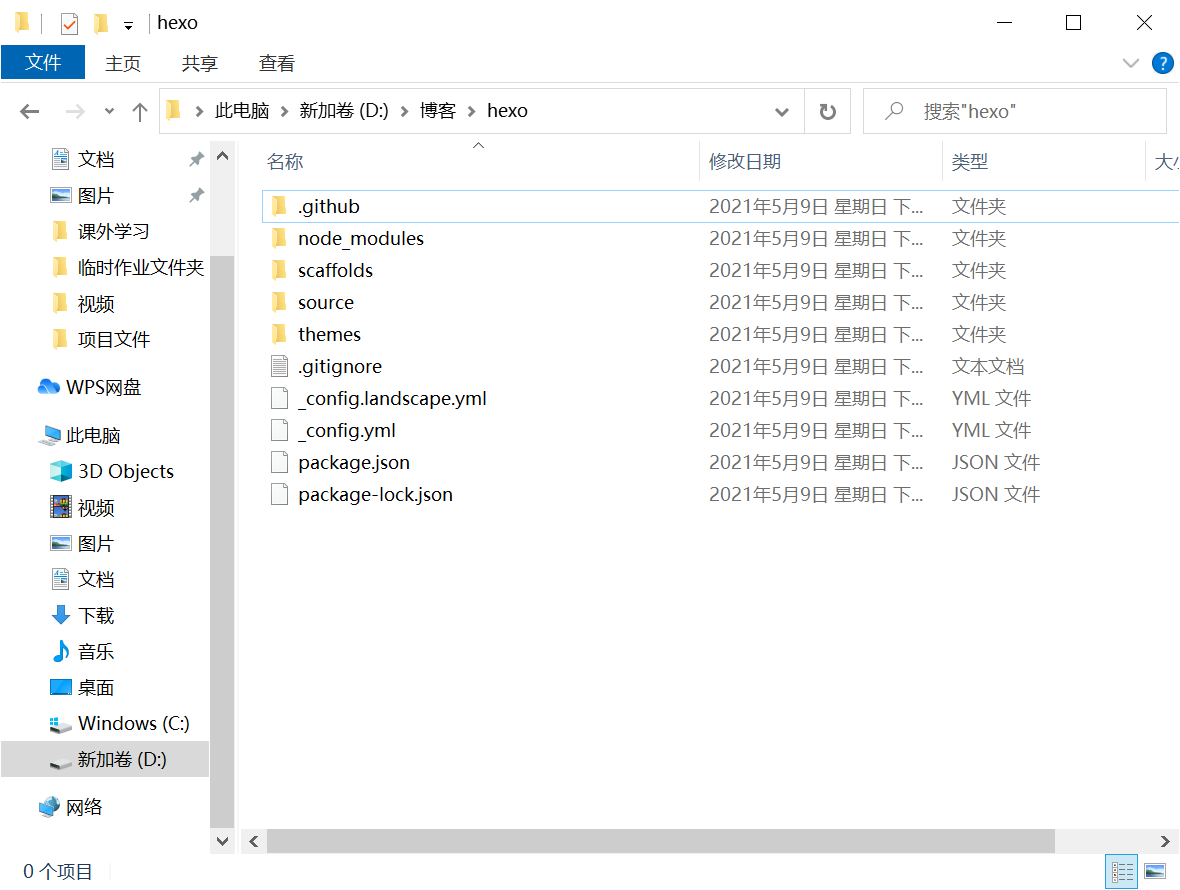 hexo
文件 主页 共享 查看
此电脑 新加卷 (D:) 博客 hexo 搜索"hexo"
名称 修改日期 类型 大小
文档
图片
课外学习
临时作业文件夹
视频
项目文件
WPS网盘
此电脑
3D Objects
视频
图片
文档
下载
音乐
桌面
Windows (C:)
新加卷 (D:)
网络
.github 2021年5月9日 星期日 下... 文件夹
node_modules 2021年5月9日 星期日 下... 文件夹
scaffolds 2021年5月9日 星期日 下... 文件夹
source 2021年5月9日 星期日 下... 文件夹
themes 2021年5月9日 星期日 下... 文件夹
.gitignore 2021年5月9日 星期日 下... 文本文档
_config.landscape.yml 2021年5月9日 星期日 下... YML 文件
_config.yml 2021年5月9日 星期日 下... YML 文件
package.json 2021年5月9日 星期日 下... JSON 文件
package-lock.json 2021年5月9日 星期日 下... JSON 文件
0 个项目